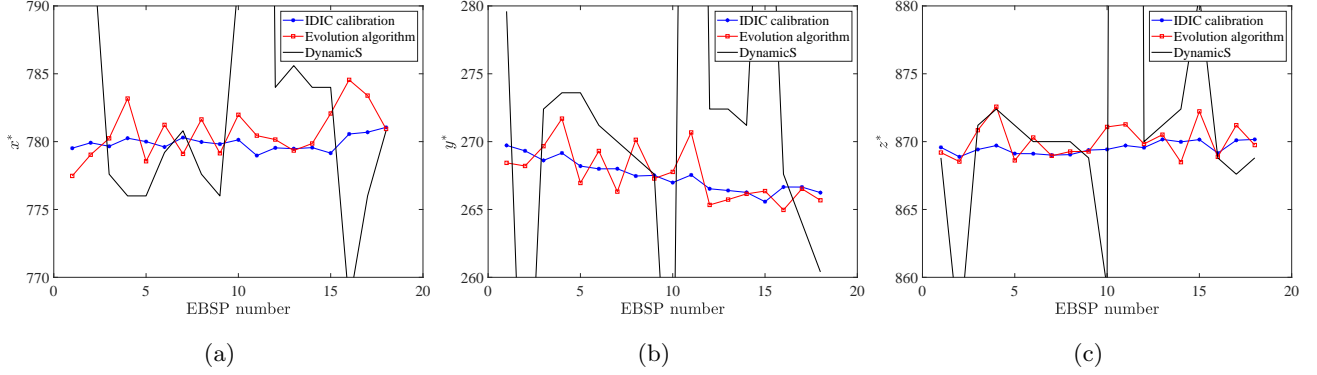 790
785
780
775
770
x*
0
5
10
15
20
EBSP number
IDIC calibration
Evolution algorithm
DynamicS
(a)
280
275
270
265
260
y*
0
5
10
15
20
EBSP number
IDIC calibration
Evolution algorithm
DynamicS
(b)
880
875
870
865
860
z*
0
5
10
15
20
EBSP number
IDIC calibration
Evolution algorithm
DynamicS
(c)